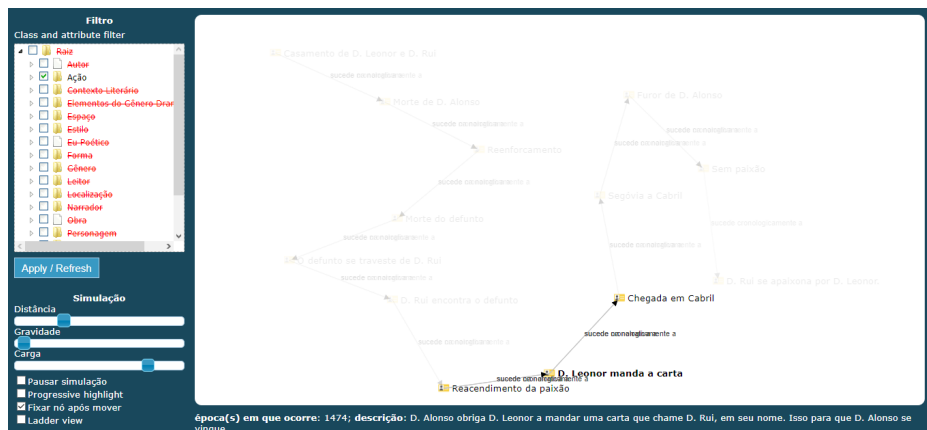 Filtro
Class and attribute filter
Raiz
Autor
Ação
Contexto Literário
Elementos do Gênero Drar
Espaço
Estilo
Eu Poético
Forma
Gênero
Leitor
Localização
Narrador
Obra
Personagem
Apply / Refresh
Simulação
Distância
Gravidade
Carga
Pausar simulação
Progressive highlight
Fixar nó após mover
Ladder view
Casamento de D. Leonor e D. Rui
Morte de D. Alonso
Furor de D. Alonso
Reenforcamento
Sem paixão
Segóvia a Cabril
Morte do defunto
D. defunto se traveste de D. Rui
D. Rui se apaixona por D. Leonor.
D. Rui encontra o defunto
Chegada em Cabril
D. Leonor manda a carta
Reacendimento da paixão
época(s) em que ocorre: 1474; descrição: D. Alonso obriga D. Leonor a mandar uma carta que chame D. Rui, em seu nome. Isso para que D. Alonso se
vingue